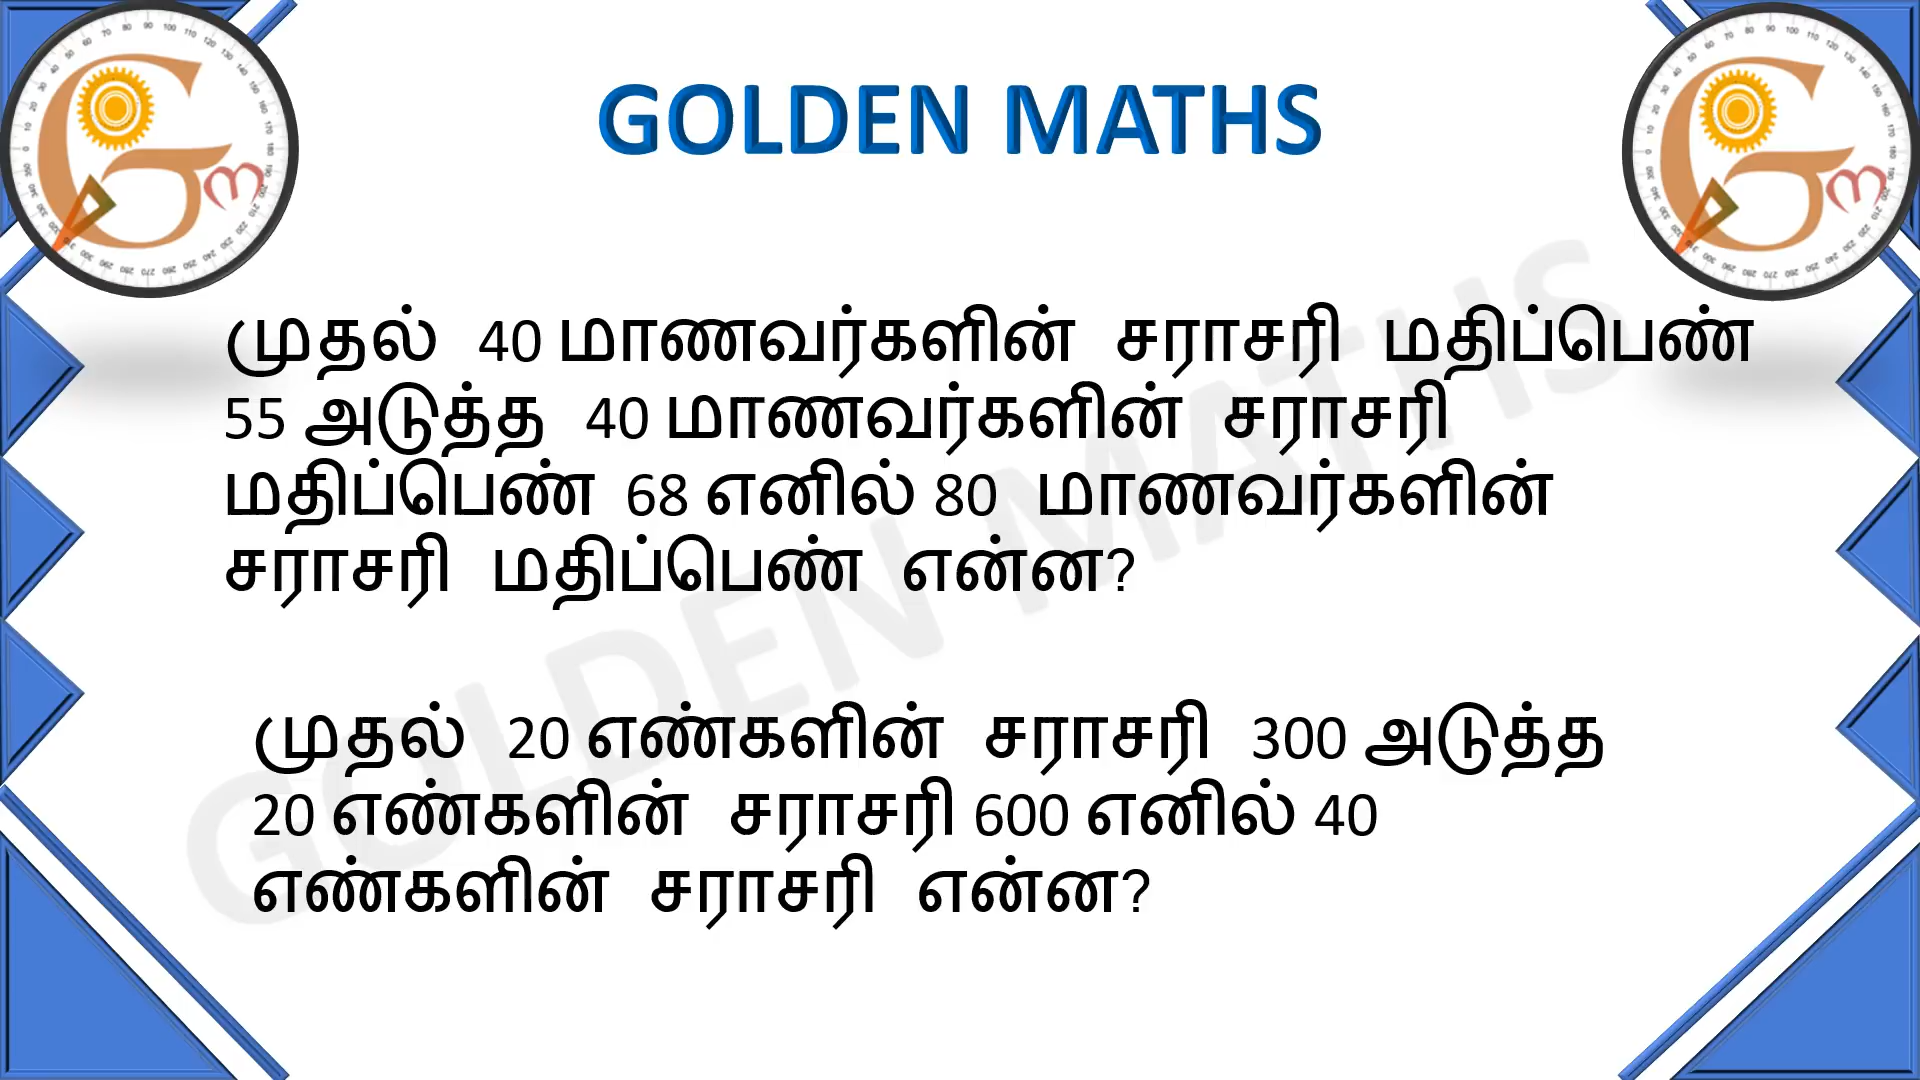 GOLDEN MATHS
முதல் 40 மாணவர்களின் சராசரி மதிப்பெண்
55 அடுத்த 40 மாணவர்களின் சராசரி
மதிப்பெண் 68 எனில் 80 மாணவர்களின்
சராசரி மதிப்பெண் என்ன?
முதல் 20 எண்களின் சராசரி 300 அடுத்த
20 எண்களின் சராசரி 600 எனில் 40
எண்களின் சராசரி என்ன?
GOLDEN MATHS